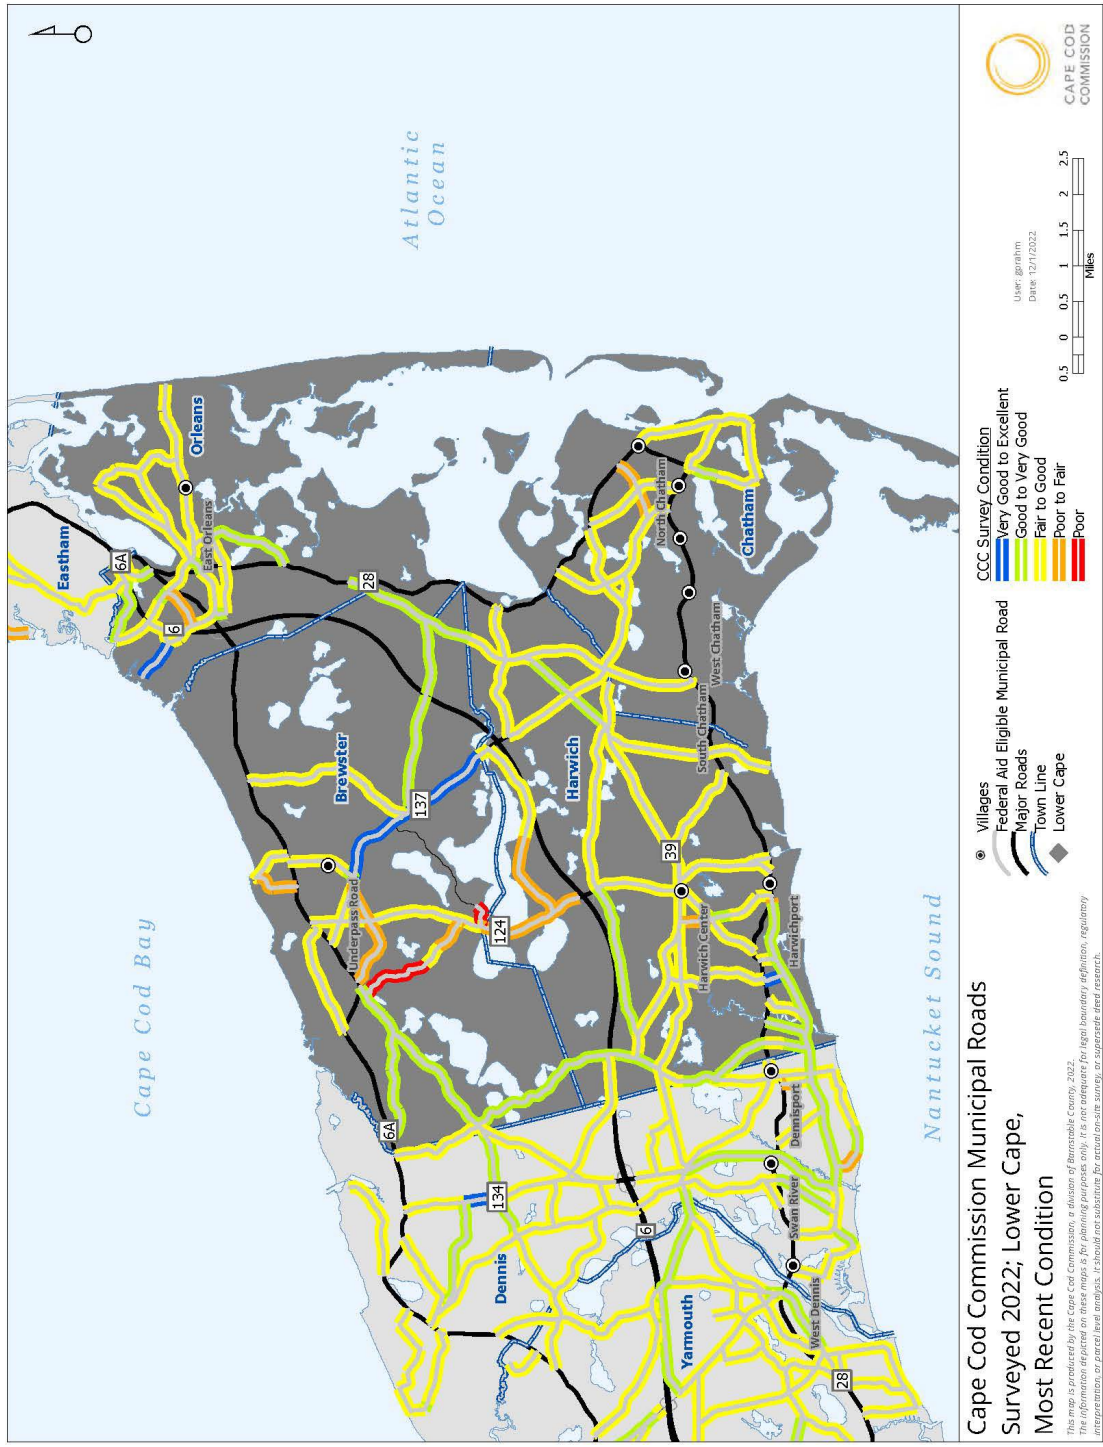 Cape Cod Bay
Atlantic
Ocean
Nantucket Sound
Eastham
Orleans
East Orleans
Brewster
Underpass Road
Harwich
Harwich Center
Harwichport
South Chatham
West Chatham
North Chatham
Chatham
Dennis
Dennisport
Swan River
West Dennis
Yarmouth
6A
6
28
137
124
39
6A
134
6
28
Cape Cod Commission Municipal Roads
Surveyed 2022; Lower Cape,
Most Recent Condition
This map is produced by the Cape Cod Commission, a division of Barnstable County, 2022.
The information depicted on these maps is for planning purposes only. It is not adequate for legal boundary definition, regulatory
interpretation, or parcel level analysis. It should not substitute for actual on-site survey, or supersede deed research.
Villages
Federal Aid Eligible Municipal Road
Major Roads
Town Line
Lower Cape
CCC Survey Condition
Very Good to Excellent
Good to Very Good
Fair to Good
Poor to Fair
Poor
User: gprahm
Date: 12/1/2022
0.5 0 0.5 1 1.5 2 2.5
Miles
CAPE COD
COMMISSION